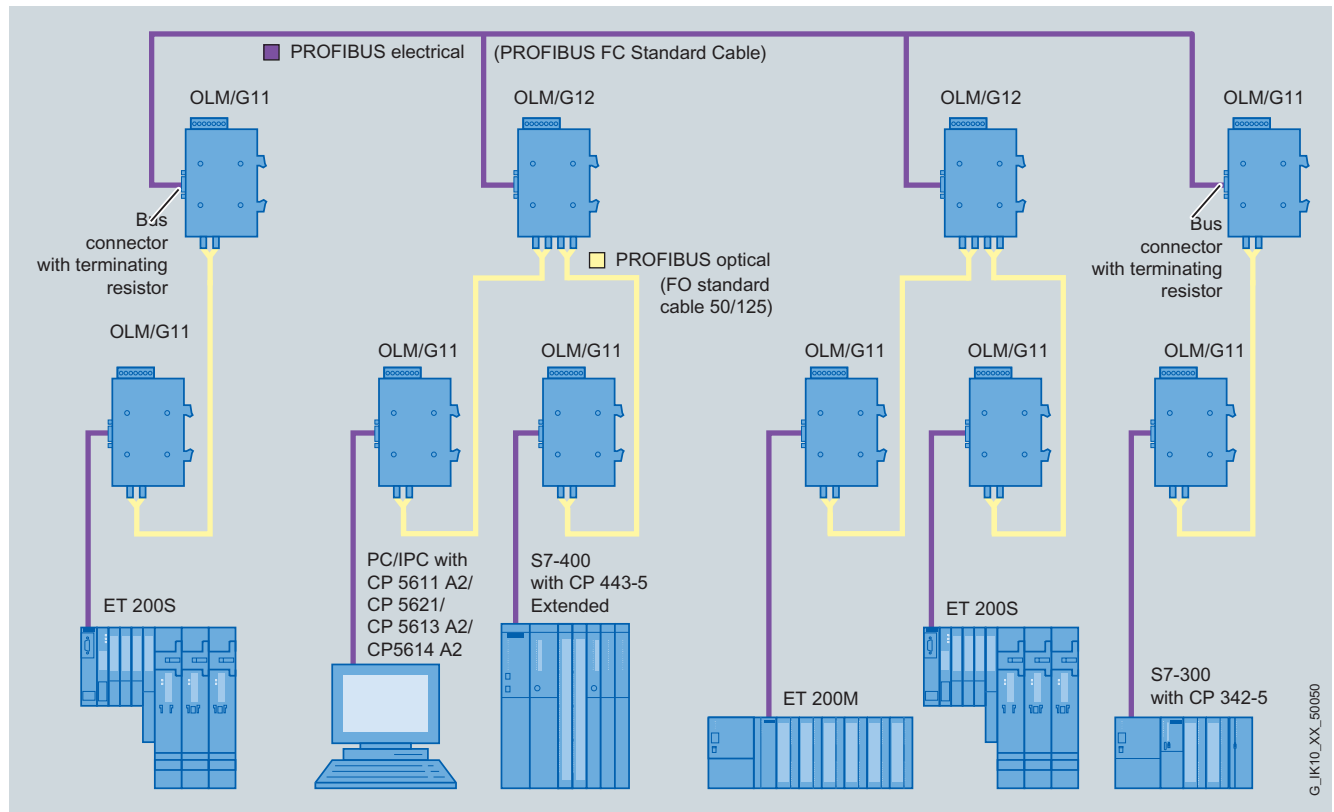 PROFIBUS electrical (PROFIBUS FC Standard Cable)
OLM/G11
OLM/G12
OLM/G12
OLM/G11
Bus
connector
with terminating
resistor
PROFIBUS optical
(FO standard
cable 50/125)
Bus
connector
with terminating
resistor
OLM/G11
OLM/G11
OLM/G11
OLM/G11
OLM/G11
OLM/G11
ET 200S
PC/IPC with
CP 5611 A2/
CP 5621/
CP 5613 A2/
CP5614 A2
S7-400
with CP 443-5
Extended
ET 200M
ET 200S
S7-300
with CP 342-5
G_IK10_XX_50050